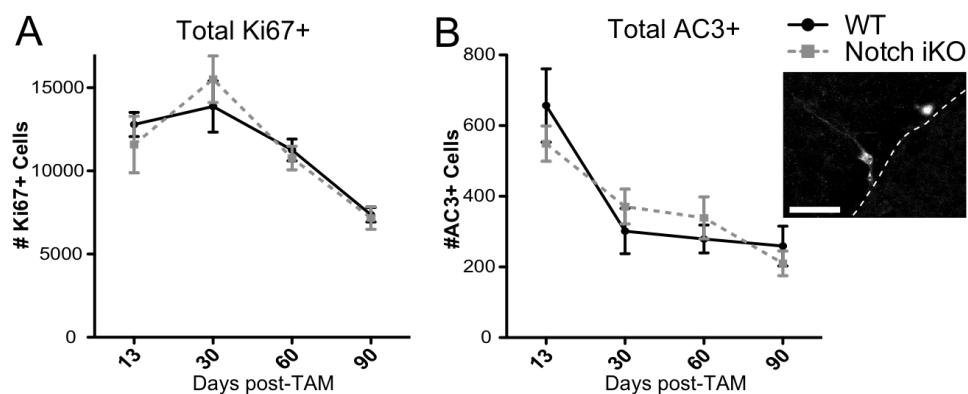 A
Total Ki67+
# Ki67+ Cells
15000
10000
5000
0
13
30
60
90
Days post-TAM
B
Total AC3+
#AC3+ Cells
800
600
400
200
0
13
30
60
90
Days post-TAM
WT
Notch iKO